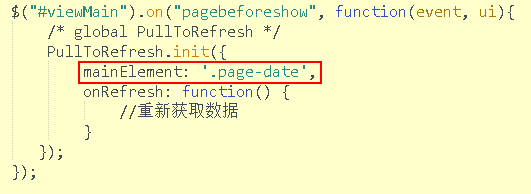 $("#viewMain").on("pagebeforeshow", function(event, ui){
/* global PullToRefresh */
PullToRefresh.init({
mainElement: '.page-date',
onRefresh: function() {
//重新获取数据
}
});
});